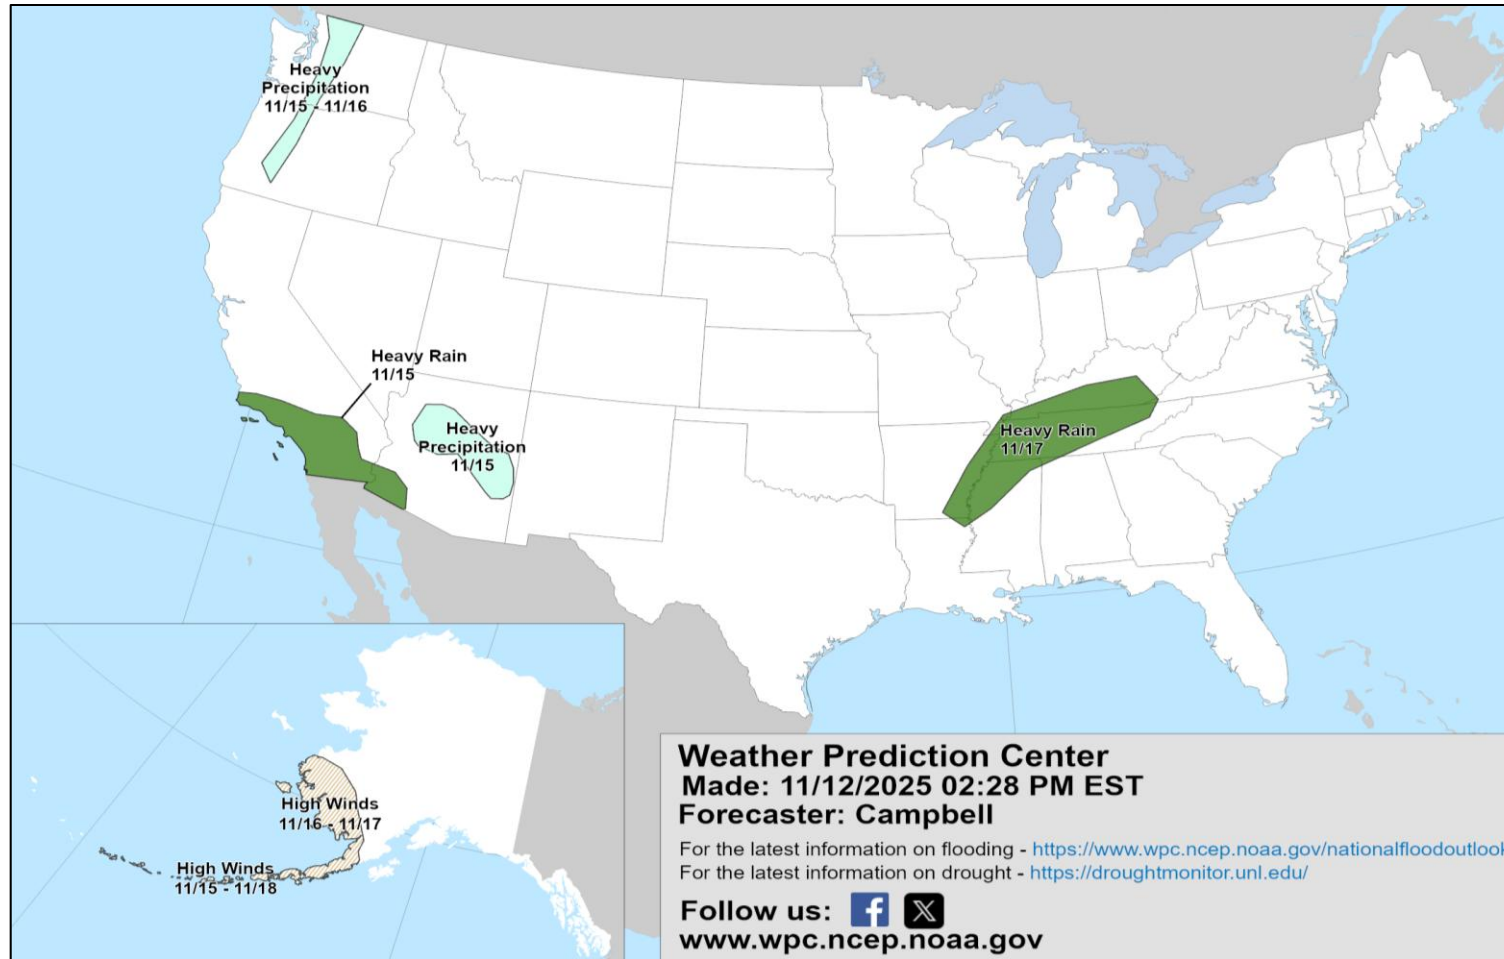 Heavy
Precipitation
11/15 - 11/16
Heavy Rain
11/15
Heavy
Precipitation
11/15
Heavy Rain
11/17
High Winds
11/16 - 11/17
High Winds
11/15 - 11/18
Weather Prediction Center
Made: 11/12/2025 02:28 PM EST
Forecaster: Campbell
For the latest information on flooding - https://www.wpc.ncep.noaa.gov/nationalfloodoutlook
For the latest information on drought - https://droughtmonitor.unl.edu/
Follow us:
www.wpc.ncep.noaa.gov